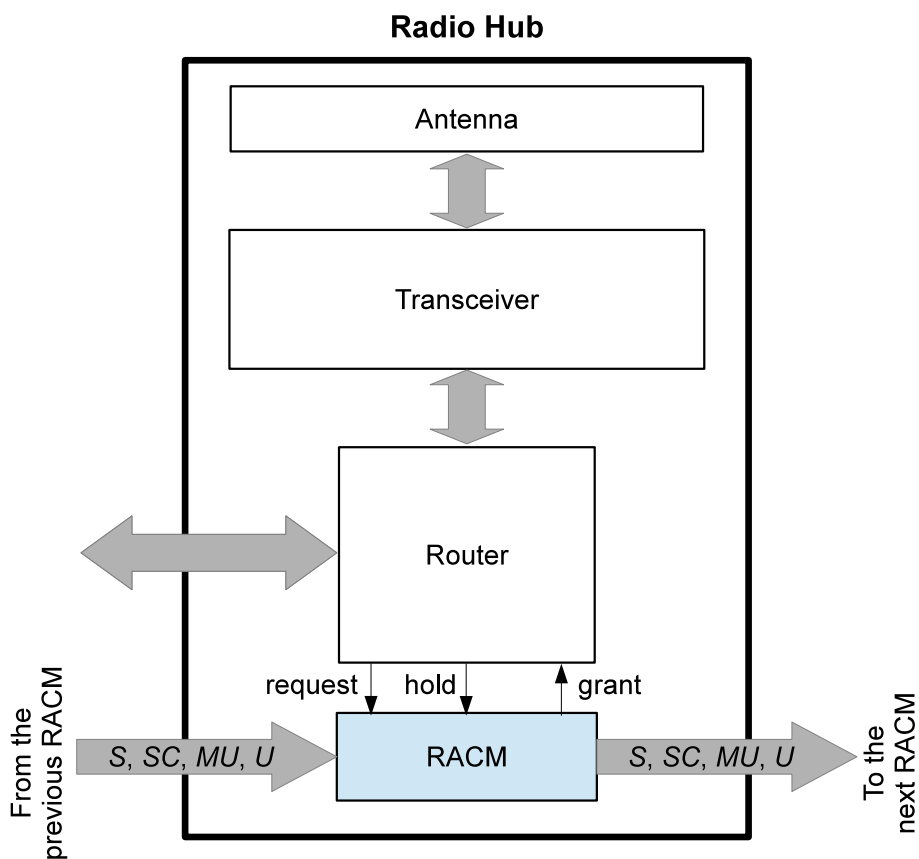 Radio Hub
Antenna
Transceiver
Router
request
hold
grant
From the
previous RACM
S, SC, MU, U
RACM
S, SC, MU, U
To the
next RACM